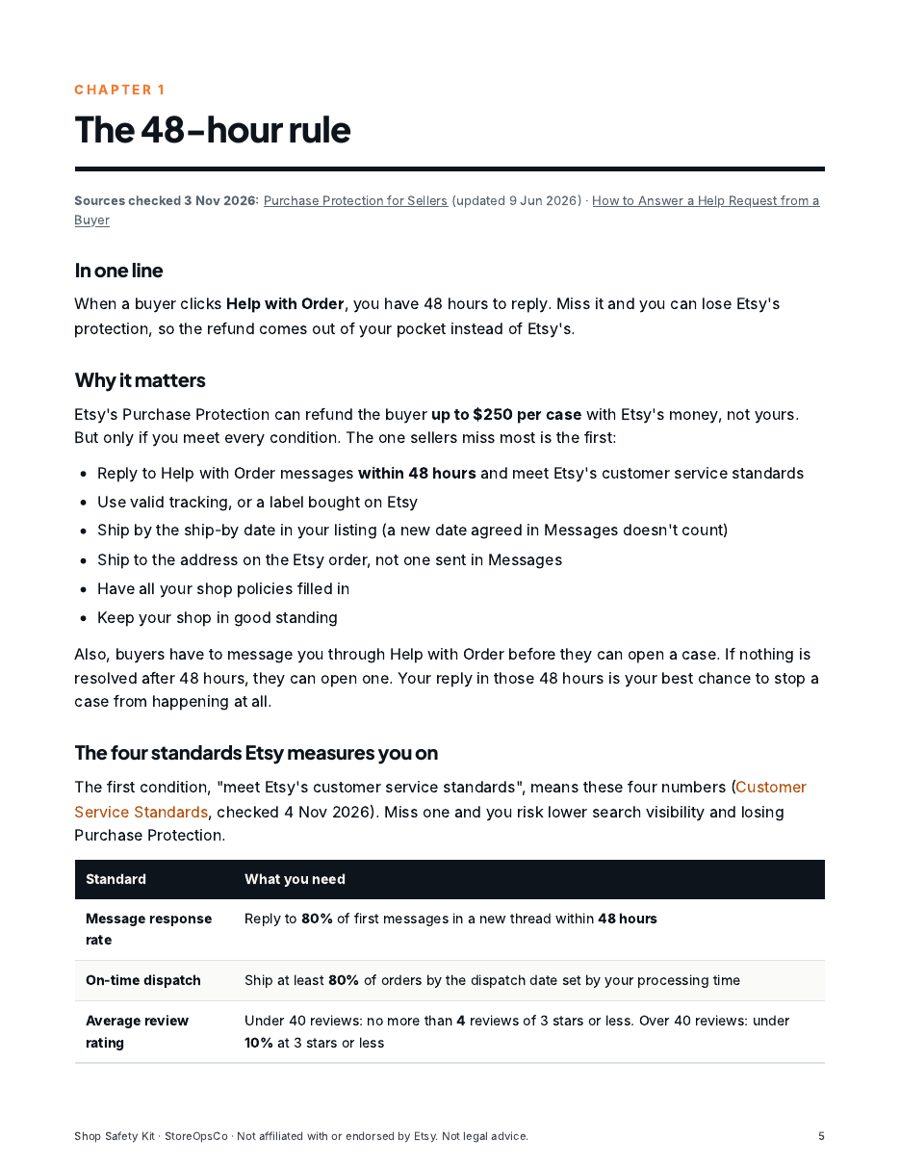 CHAPTER 1
The 48-hour rule
Sources checked 3 Nov 2026: Purchase Protection for Sellers (updated 9 Jun 2026) · How to Answer a Help Request from a
Buyer
In one line
When a buyer clicks Help with Order, you have 48 hours to reply. Miss it and you can lose Etsy's
protection, so the refund comes out of your pocket instead of Etsy's.
Why it matters
Etsy's Purchase Protection can refund the buyer up to $250 per case with Etsy's money, not yours.
But only if you meet every condition. The one sellers miss most is the first:
• Reply to Help with Order messages within 48 hours and meet Etsy's customer service standards
• Use valid tracking, or a label bought on Etsy
• Ship by the ship-by date in your listing (a new date agreed in Messages doesn't count)
• Ship to the address on the Etsy order, not one sent in Messages
• Have all your shop policies filled in
• Keep your shop in good standing
Also, buyers have to message you through Help with Order before they can open a case. If nothing is
resolved after 48 hours, they can open one. Your reply in those 48 hours is your best chance to stop a
case from happening at all.
The four standards Etsy measures you on
The first condition, "meet Etsy's customer service standards", means these four numbers (Customer
Service Standards, checked 4 Nov 2026). Miss one and you risk lower search visibility and losing
Purchase Protection.
Standard What you need
Message response Reply to 80% of first messages in a new thread within 48 hours
rate
On-time dispatch Ship at least 80% of orders by the dispatch date set by your processing time
Average review Under 40 reviews: no more than 4 reviews of 3 stars or less. Over 40 reviews: under
rating 10% at 3 stars or less
Shop Safety Kit · StoreOpsCo · Not affiliated with or endorsed by Etsy. Not legal advice. 5